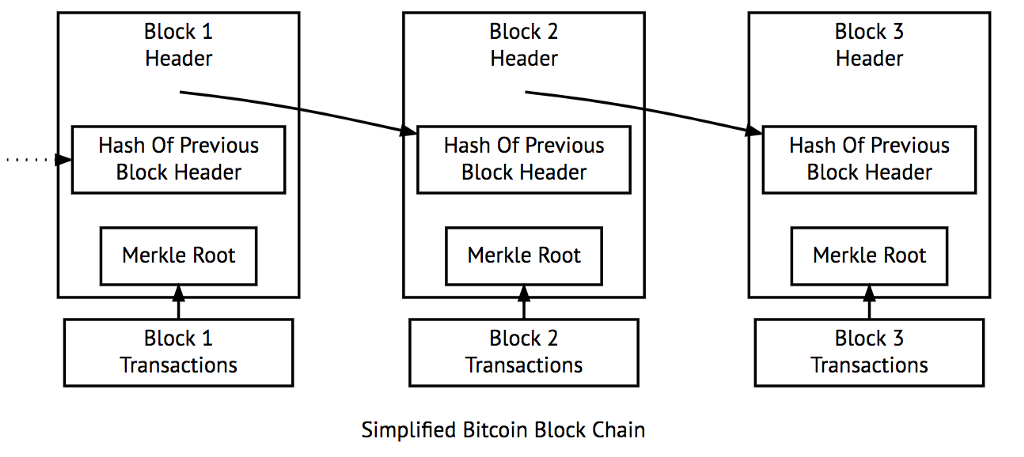 Block 1
Header
Hash Of Previous
Block Header
Merkle Root
Block 1
Transactions
Block 2
Header
Hash Of Previous
Block Header
Merkle Root
Block 2
Transactions
Block 3
Header
Hash Of Previous
Block Header
Merkle Root
Block 3
Transactions
Simplified Bitcoin Block Chain